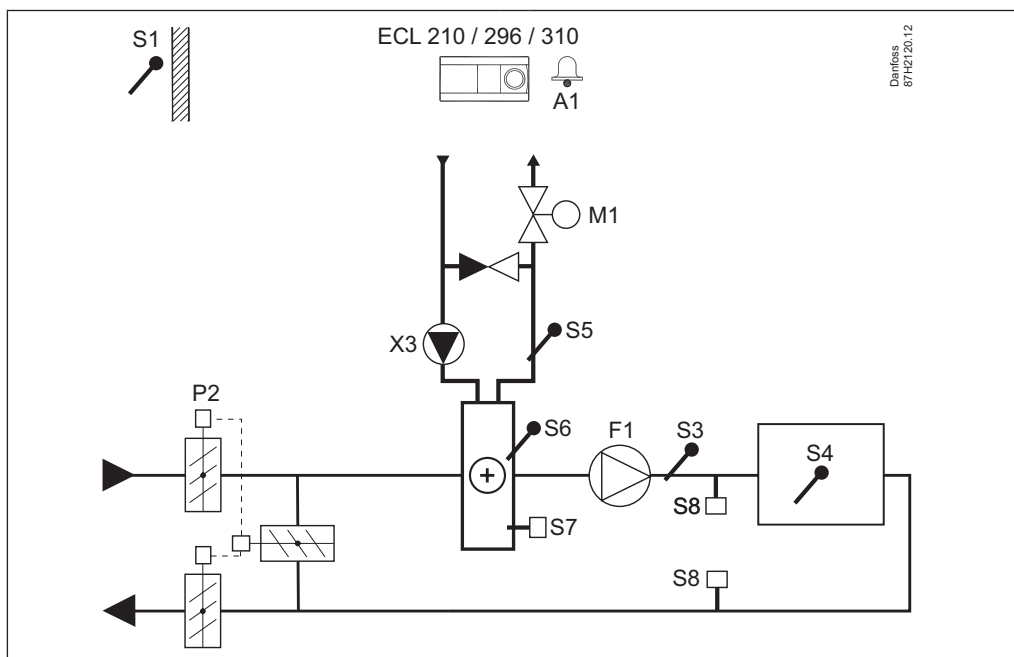 S1
ECL 210 / 296 / 310
A1
Danfoss
87H2120.12
M1
X3
S5
P2
S6
F1
S3
S4
S8
S7
S8